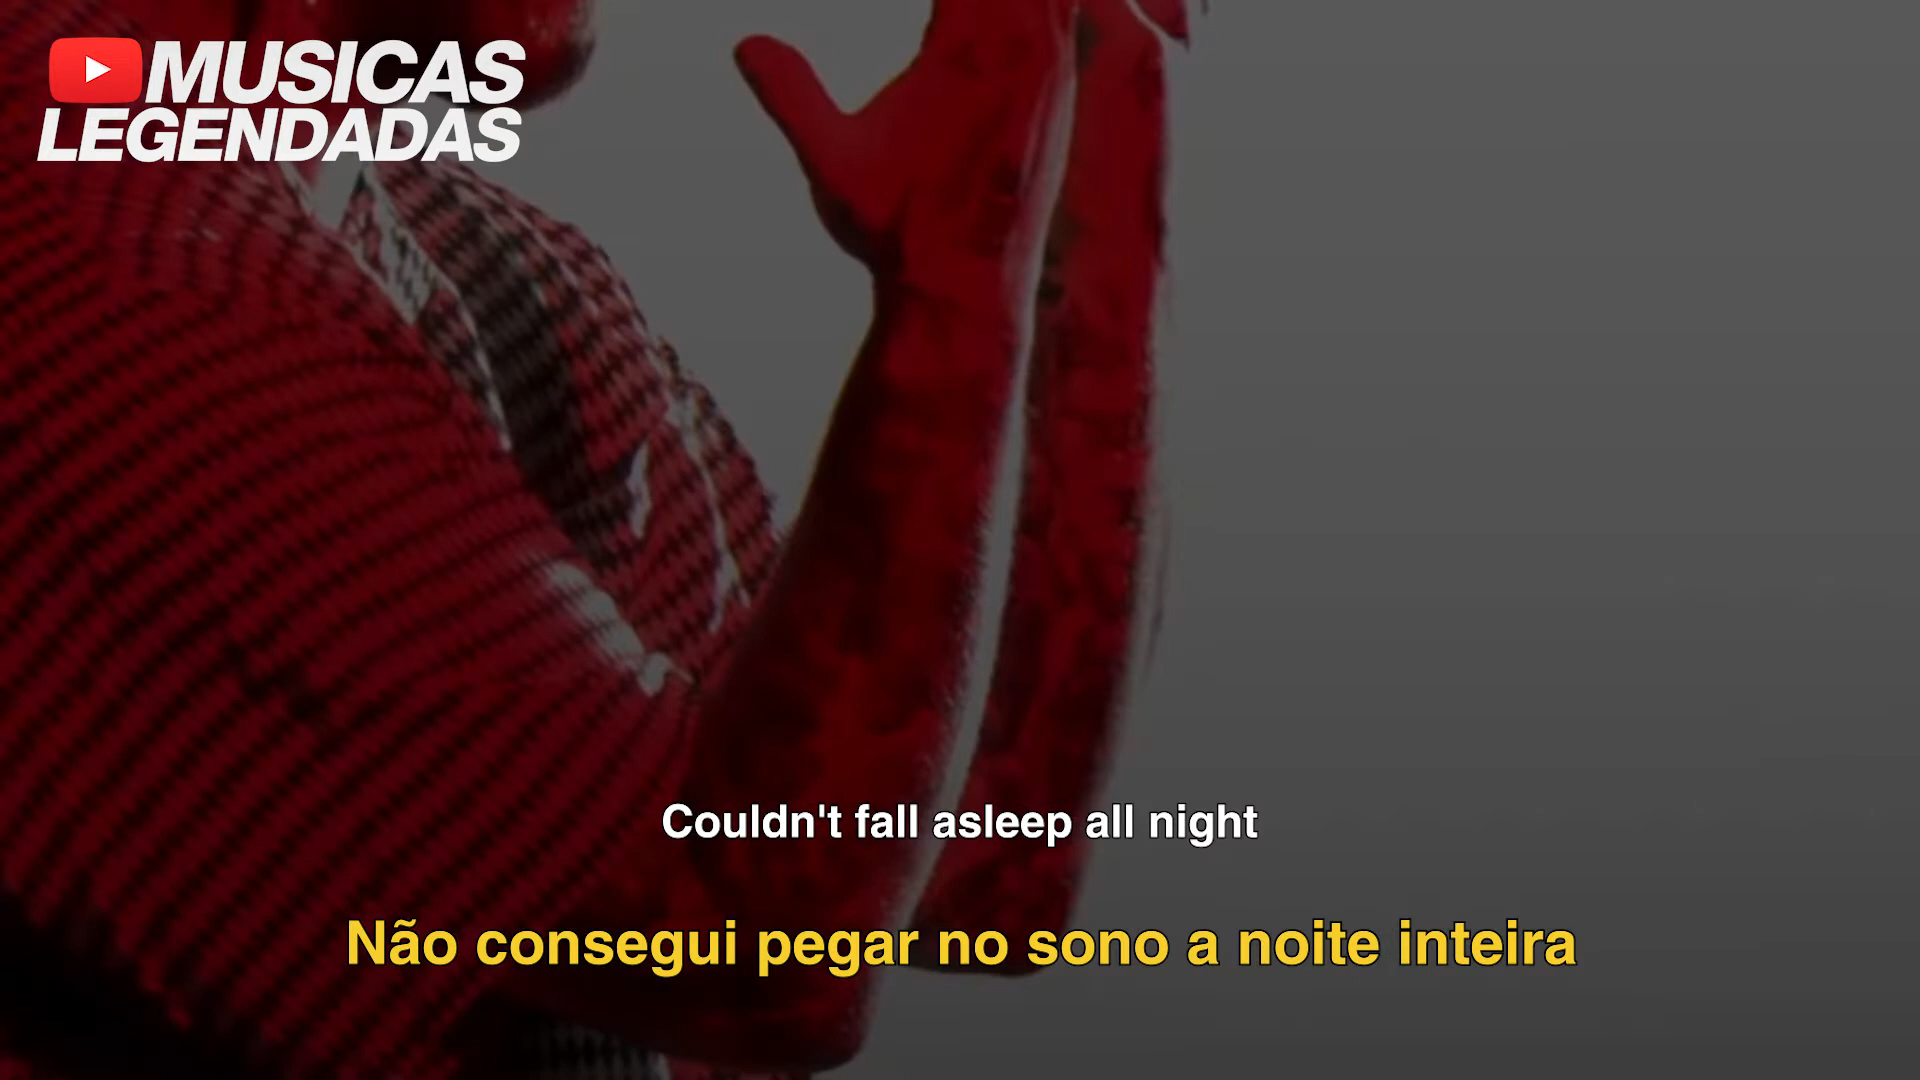 MUSICAS
LEGENDADAS
Couldn't fall asleep all night
Não consegui pegar no sono a noite inteira